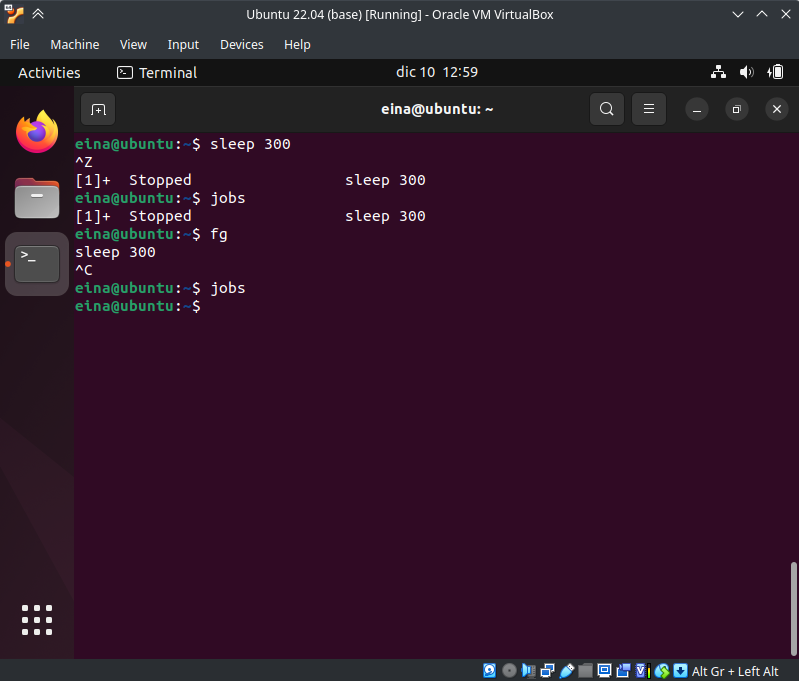 Ubuntu 22.04 (base) [Running] - Oracle VM VirtualBox
File Machine View Input Devices Help
Activities Terminal dic 10 12:59
eina@ubuntu: ~
eina@ubuntu:~$ sleep 300
^Z
[1]+  Stopped                 sleep 300
eina@ubuntu:~$ jobs
[1]+  Stopped                 sleep 300
eina@ubuntu:~$ fg
sleep 300
^C
eina@ubuntu:~$ jobs
eina@ubuntu:~$
Alt Gr + Left Alt